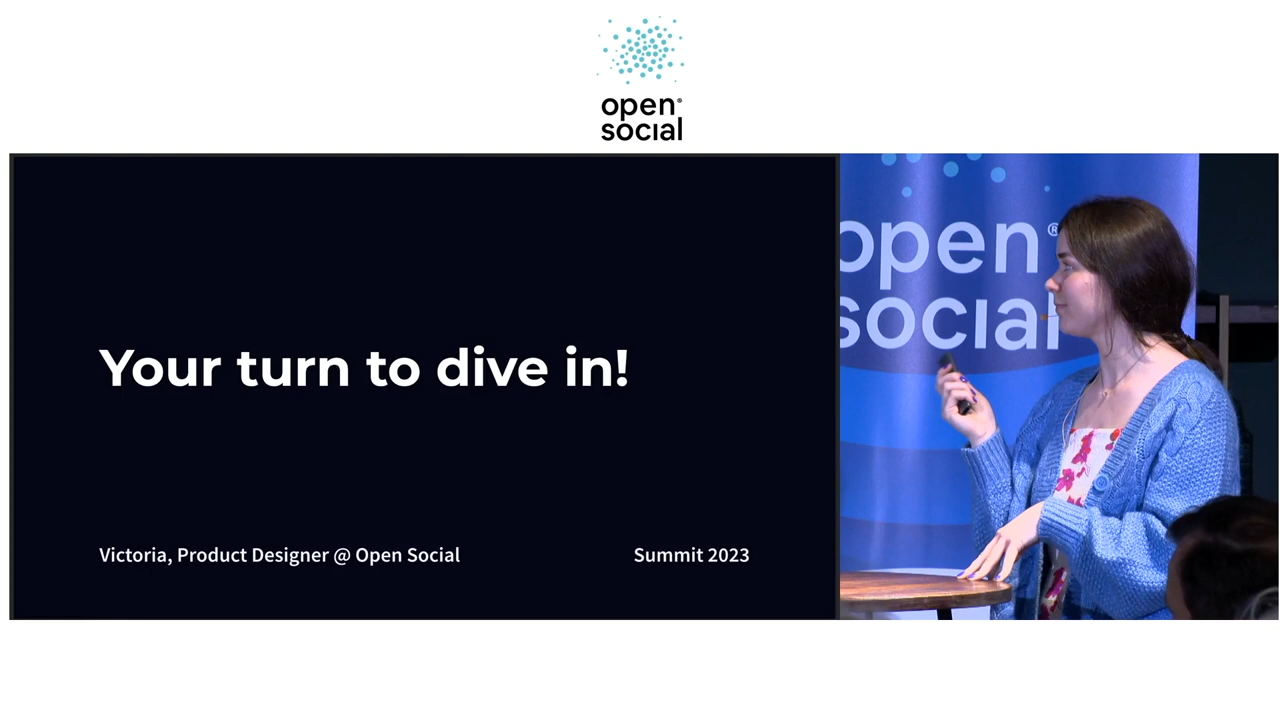 open®
social
Your turn to dive in!
Victoria, Product Designer @ Open Social
Summit 2023
open®
social